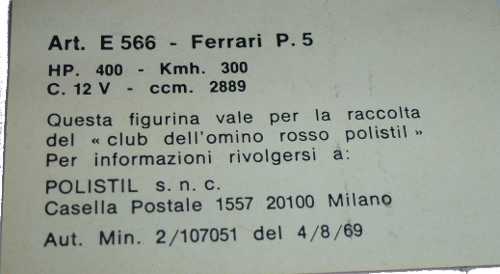 Art. E 566 - Ferrari P. 5
HP. 400 - Kmh. 300
C. 12 V - ccm. 2889
Questa figurina vale per la raccolta
del « club dell'omino rosso polistil »
Per informazioni rivolgersi a:
POLISTIL s. n. c.
Casella Postale 1557 20100 Milano
Aut. Min. 2/107051 del 4/8/69